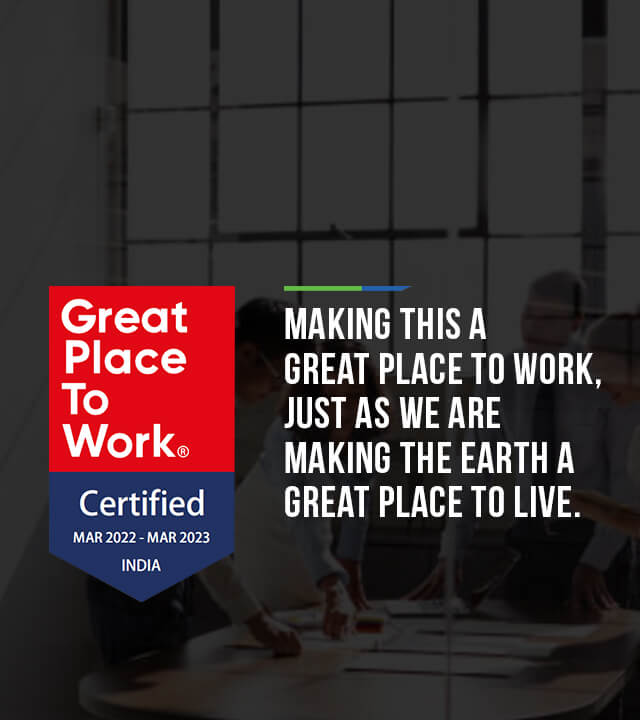 Great
Place
To
Work®
Certified
MAR 2022 - MAR 2023
INDIA
MAKING THIS A
GREAT PLACE TO WORK,
JUST AS WE ARE
MAKING THE EARTH A
GREAT PLACE TO LIVE.